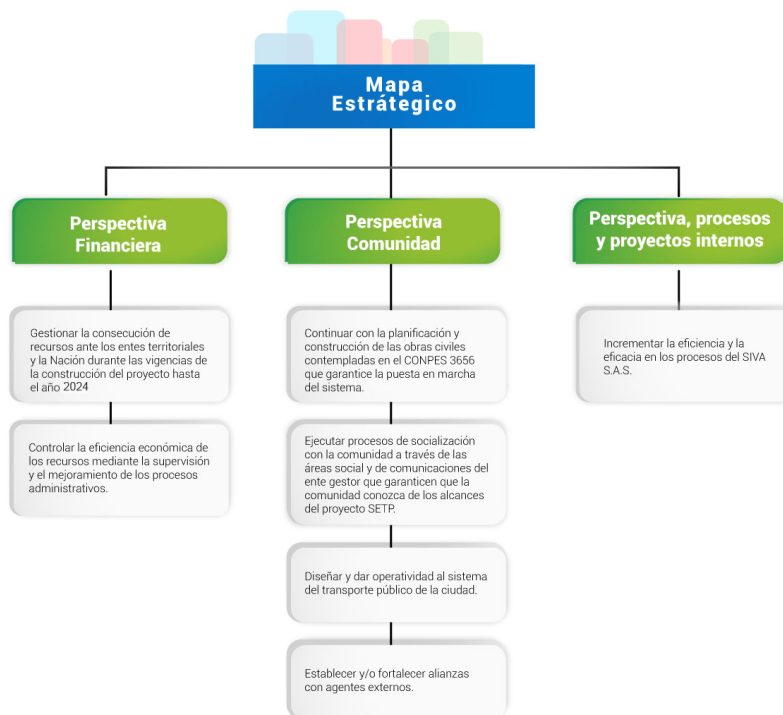 Mapa
Estrátegico
Perspectiva
Financiera
Gestionar la consecución de
recursos ante los entes territoriales
y la Nación durante las vigencias de
la construcción del proyecto hasta
el año 2024
Controlar la eficiencia económica de
los recursos mediante la supervisión
y el mejoramiento de los procesos
administrativos.
Perspectiva
Comunidad
Continuar con la planificación y
construcción de las obras civiles
contempladas en el CONPES 3656
que garantice la puesta en marcha
del sistema.
Ejecutar procesos de socialización
con la comunidad a través de las
áreas social y de comunicaciones del
ente gestor que garanticen que la
comunidad conozca de los alcances
del proyecto SETP.
Diseñar y dar operatividad al sistema
del transporte público de la ciudad.
Establecer y/o fortalecer alianzas
con agentes externos.
Perspectiva, procesos
y proyectos internos
Incrementar la eficiencia y la
eficacia en los procesos del SIVA
S.A.S.